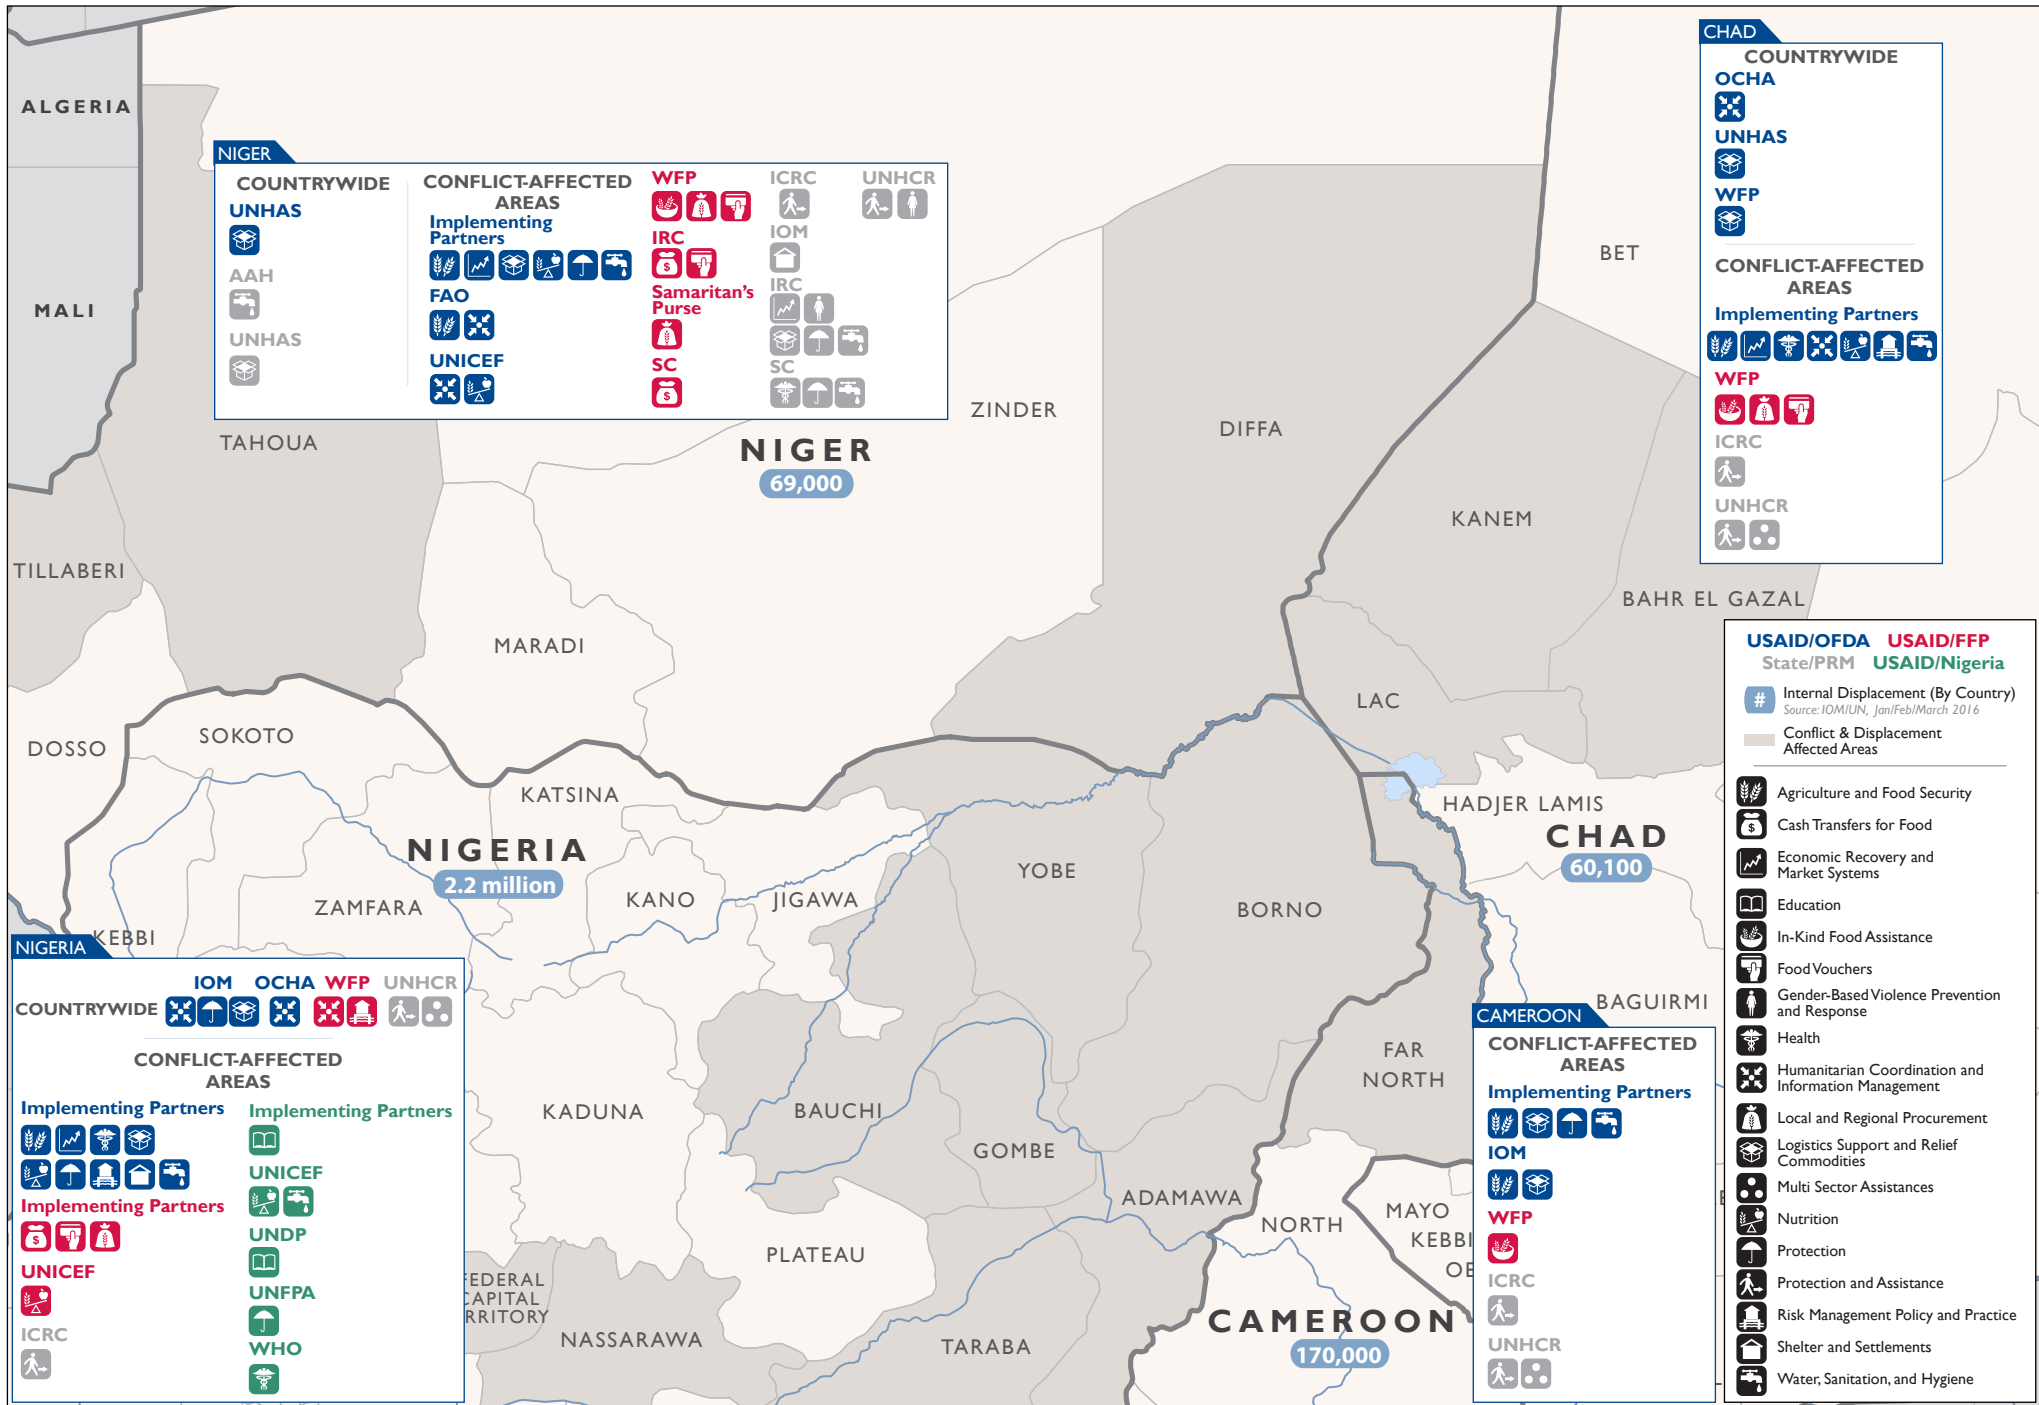 ALGERIA
MALI
NIGER
COUNTRYWIDE
UNHAS
AAH
UNHAS
CONFLICT-AFFECTED
AREAS
Implementing
Partners
FAO
UNICEF
WFP
IRC
Samaritan's
Purse
SC
ICRC
IOM
IRC
SC
UNHCR
CHAD
COUNTRYWIDE
OCHA
UNHAS
WFP
CONFLICT-AFFECTED
AREAS
Implementing Partners
WFP
ICRC
UNHCR
BET
ZINDER
DIFFA
TAHOUA
NIGER
69,000
KANEM
TILLABERI
BAHR EL GAZAL
MARADI
LAC
DOSSO
SOKOTO
KATSINA
HADJER LAMIS
CHAD
60,100
NIGERIA
2.2 million
YOBE
KANO
JIGAWA
ZAMFARA
BORNO
KEBBI
BAGUIRMI
FAR
NORTH
KADUNA
BAUCHI
GOMBE
ADAMAWA
NORTH
MAYO
KEBBI
OE
E
PLATEAU
FEDERAL
CAPITAL
RRITORY
NASSARAWA
TARABA
CAMEROON
170,000
NIGERIA
COUNTRYWIDE
IOM
OCHA
WFP
UNHCR
CONFLICT-AFFECTED
AREAS
Implementing Partners
Implementing Partners
UNICEF
ICRC
Implementing Partners
UNICEF
UNDP
UNFPA
WHO
CAMEROON
CONFLICT-AFFECTED
AREAS
Implementing Partners
IOM
WFP
ICRC
UNHCR
USAID/OFDA USAID/FFP
State/PRM USAID/Nigeria
# Internal Displacement (By Country)
Source: IOM/UN, Jan/Feb/March 2016
Conflict & Displacement
Affected Areas
Agriculture and Food Security
Cash Transfers for Food
Economic Recovery and
Market Systems
Education
In-Kind Food Assistance
Food Vouchers
Gender-Based Violence Prevention
and Response
Health
Humanitarian Coordination and
Information Management
Local and Regional Procurement
Logistics Support and Relief
Commodities
Multi Sector Assistances
Nutrition
Protection
Protection and Assistance
Risk Management Policy and Practice
Shelter and Settlements
Water, Sanitation, and Hygiene